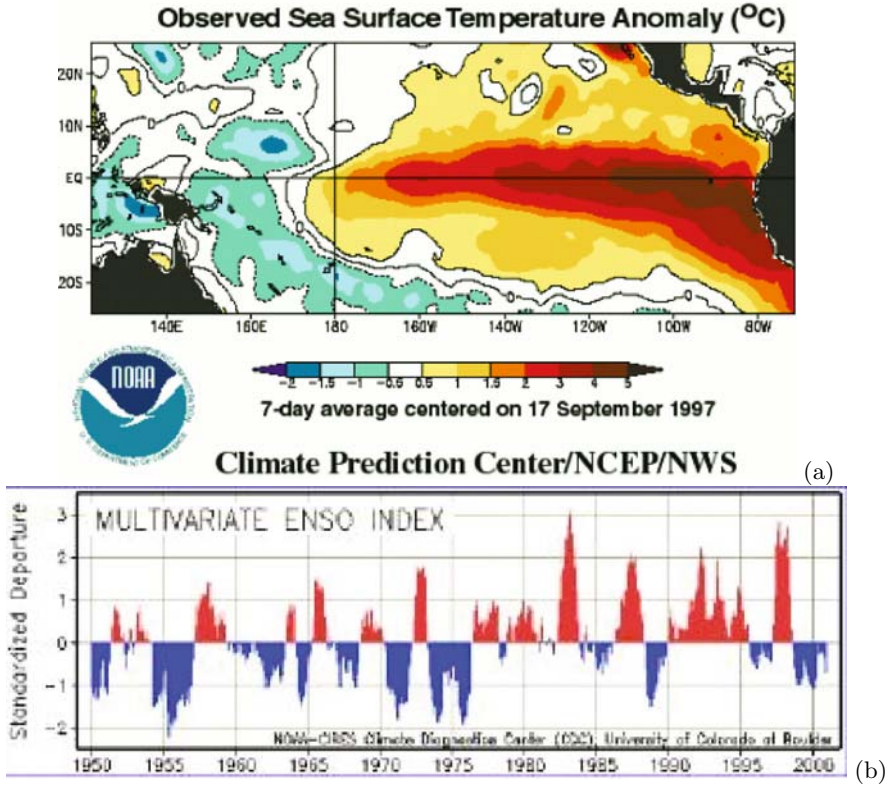 Observed Sea Surface Temperature Anomaly (°C)
20N
10N
EQ
10S
20S
140E 160E 180 160W 140W 120W 100W 80W
0
0
0
-2 -1.5 -1 -0.5 0.5 1 1.5 2 3 4 5
NOAA
7-day average centered on 17 September 1997
Climate Prediction Center/NCEP/NWS
(a)
MULTIVARIATE ENSO INDEX
Standardized Departure
3
2
1
0
-1
-2
NOAA-CIRES Climate Diagnostics Center (CDC), University of Colorado at Boulder
1950 1955 1960 1965 1970 1975 1980 1985 1990 1995 2000
(b)